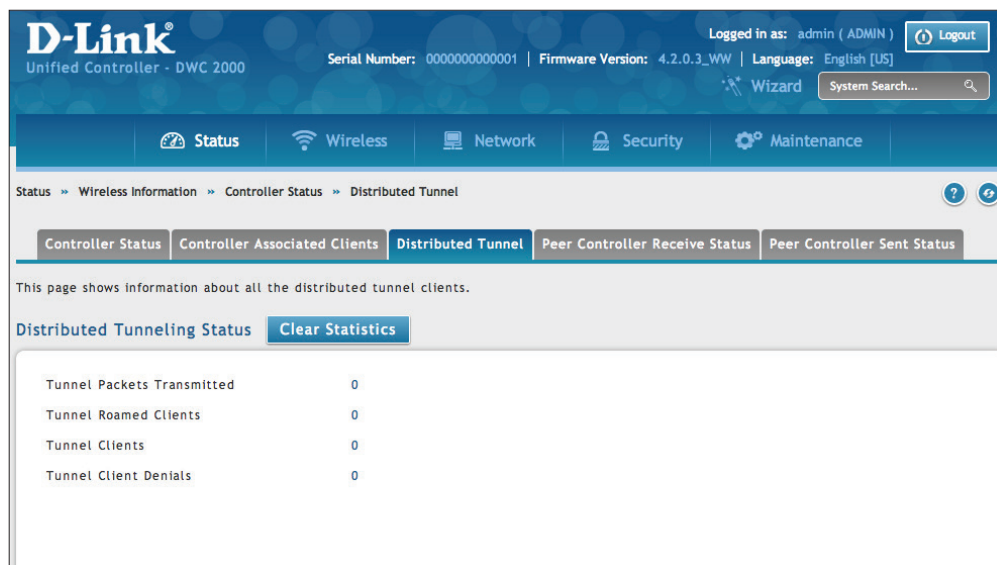 D-Link®
Unified Controller - DWC 2000
Logged in as: admin ( ADMIN ) Logout
Serial Number: 0000000000001 | Firmware Version: 4.2.0.3_WW | Language: English [US]
Wizard System Search...
Status Wireless Network Security Maintenance
Status » Wireless Information » Controller Status » Distributed Tunnel ?
Controller Status Controller Associated Clients Distributed Tunnel Peer Controller Receive Status Peer Controller Sent Status
This page shows information about all the distributed tunnel clients.
Distributed Tunneling Status Clear Statistics
Tunnel Packets Transmitted 0
Tunnel Roamed Clients 0
Tunnel Clients 0
Tunnel Client Denials 0